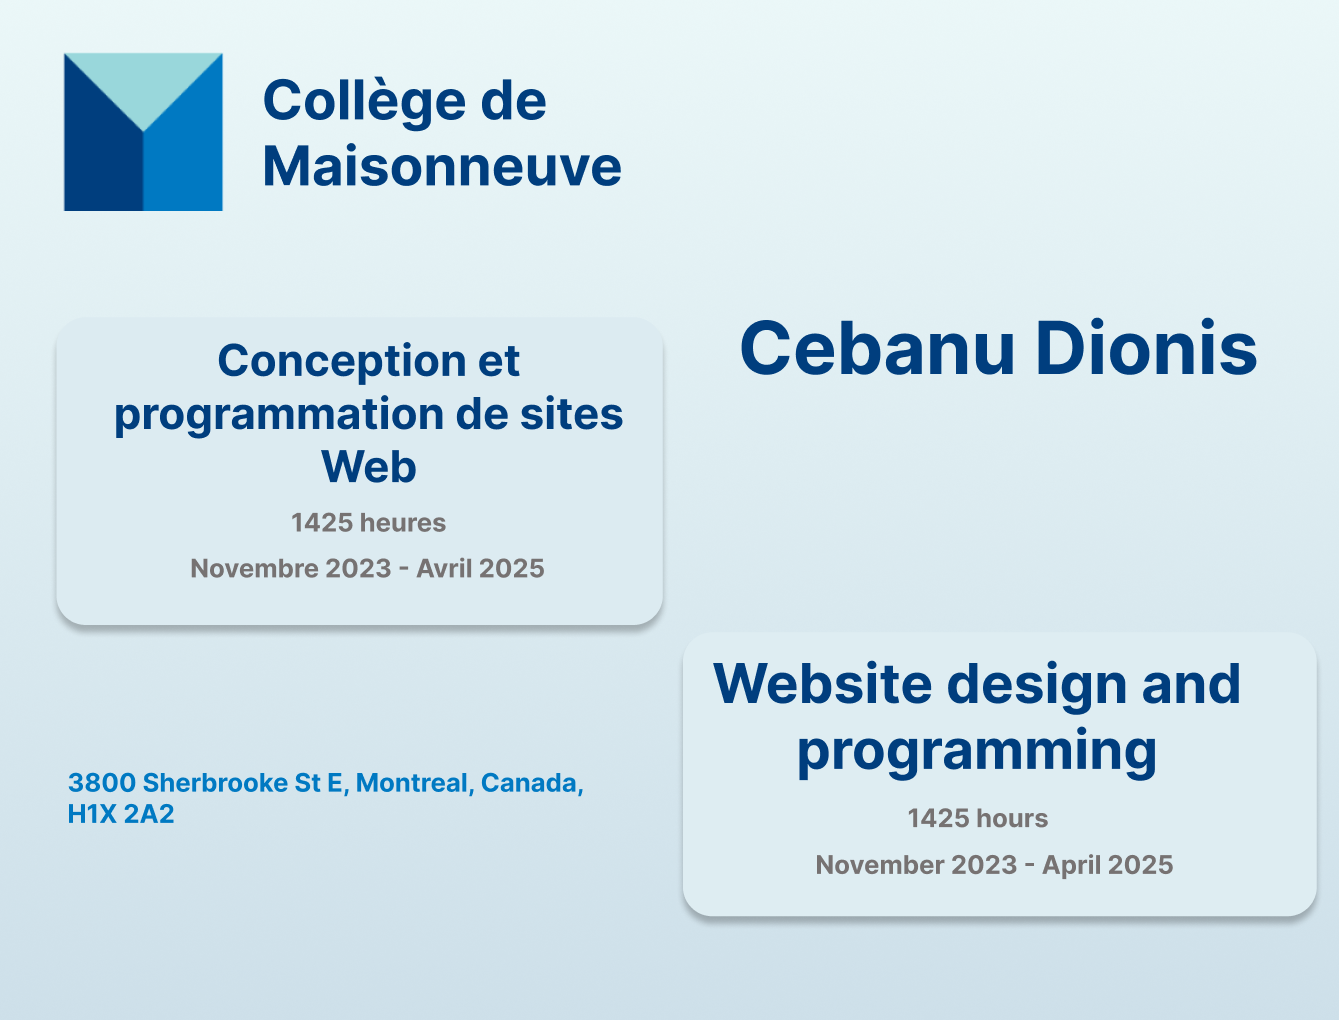 Collège de
Maisonneuve
Conception et
programmation de sites
Web
1425 heures
Novembre 2023 - Avril 2025
Cebanu Dionis
Website design and
programming
1425 hours
November 2023 - April 2025
3800 Sherbrooke St E, Montreal, Canada,
H1X 2A2